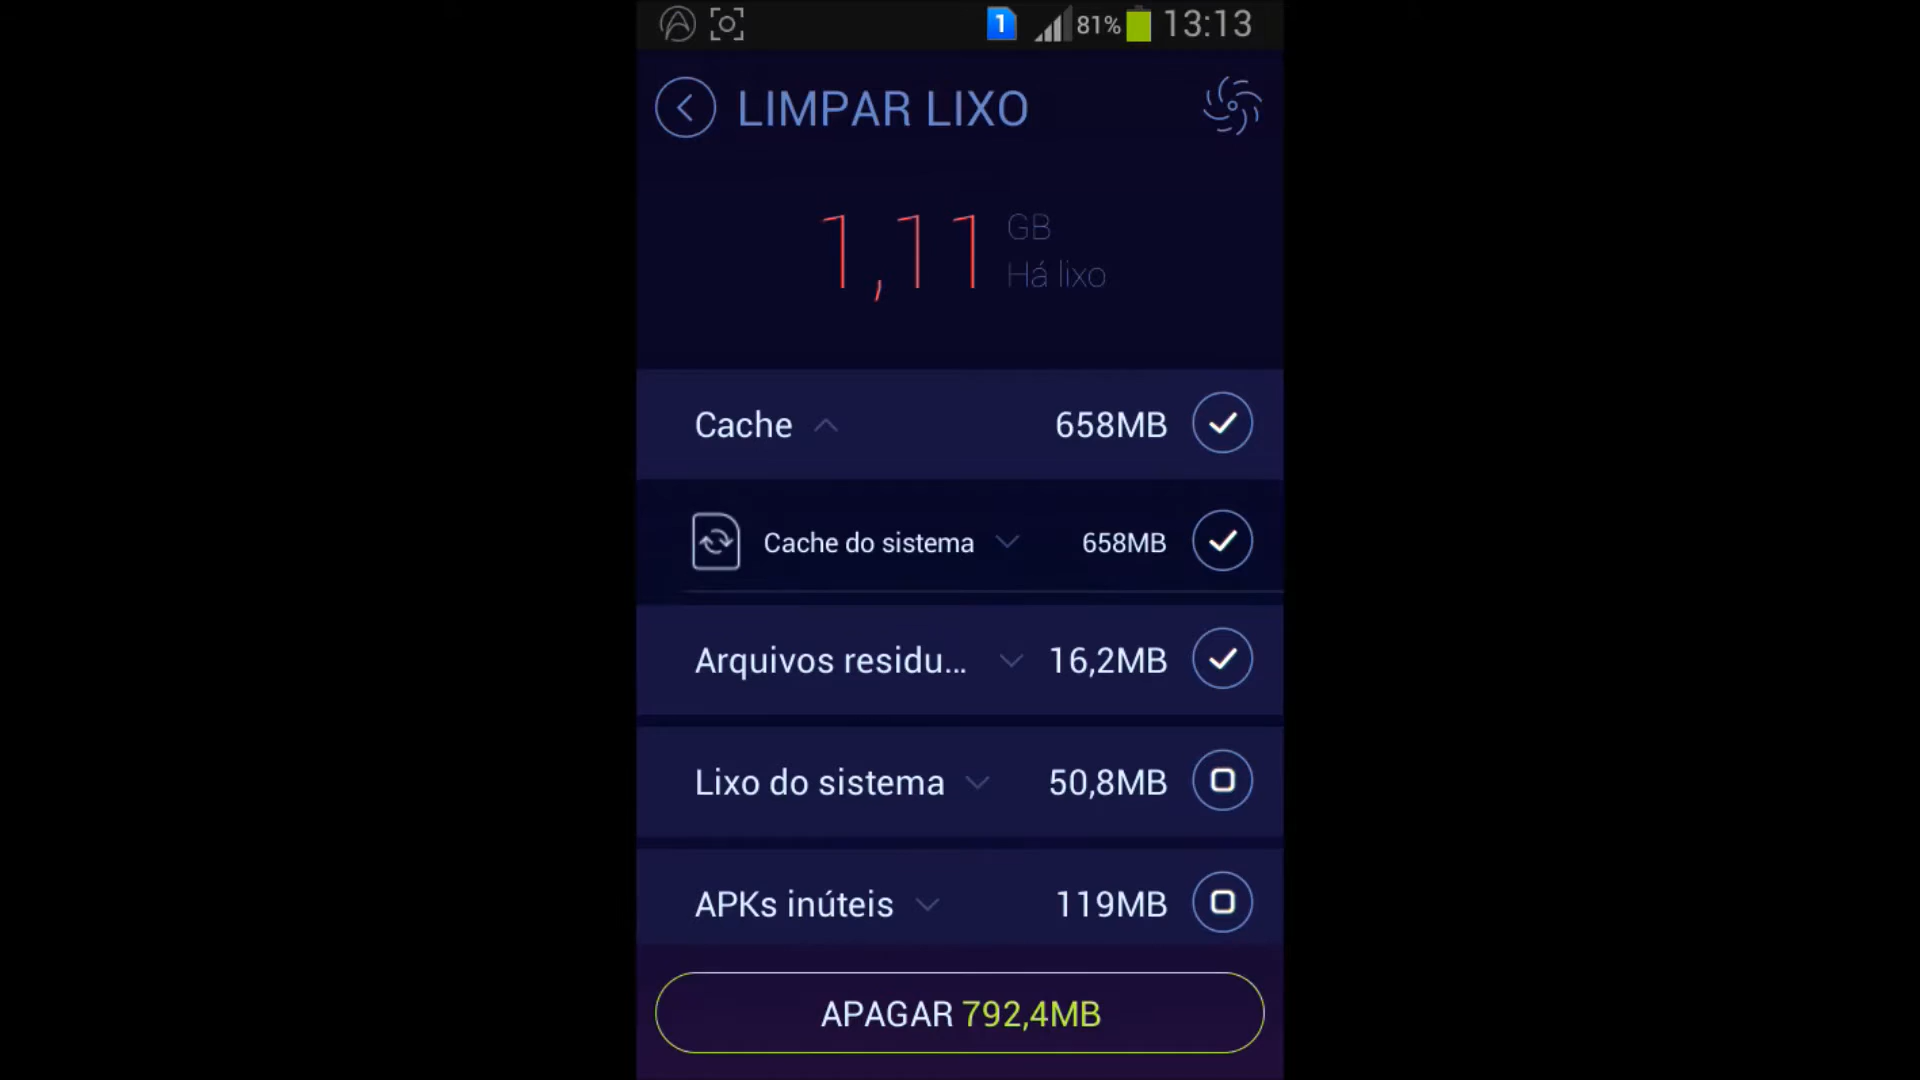 1 81% 13:13
LIMPAR LIXO
1,11 GB
Há lixo
Cache 658MB
Cache do sistema 658MB
Arquivos residu... 16,2MB
Lixo do sistema 50,8MB
APKs inúteis 119MB
APAGAR 792,4MB